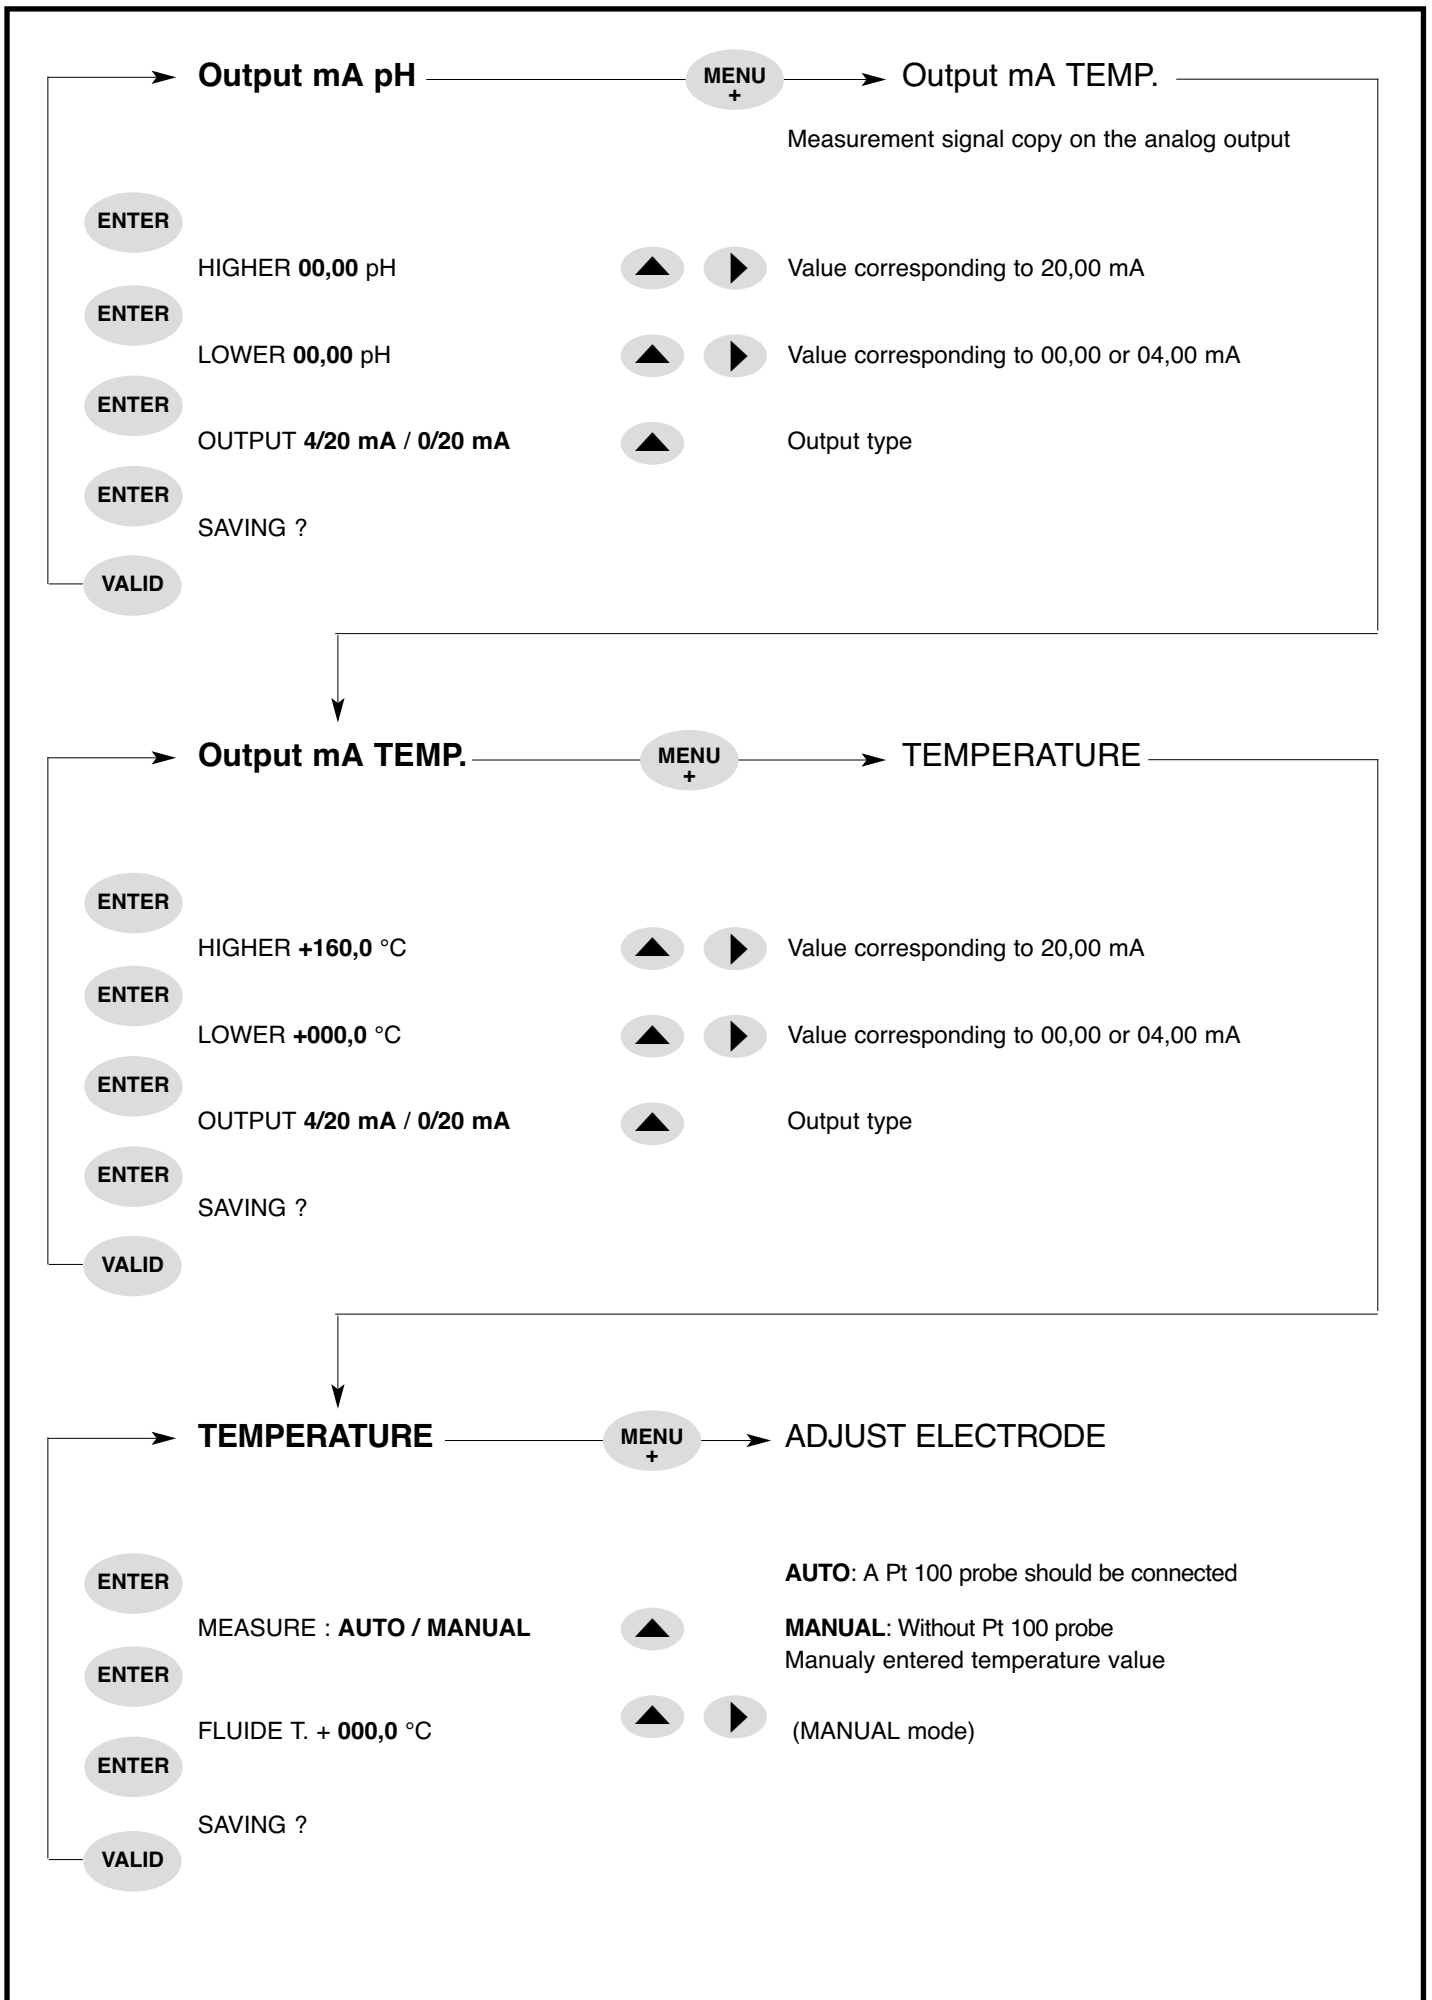 Output mA pH MENU + Output mA TEMP.
Measurement signal copy on the analog output
ENTER
HIGHER 00,00 pH Value corresponding to 20,00 mA
ENTER
LOWER 00,00 pH Value corresponding to 00,00 or 04,00 mA
ENTER
OUTPUT 4/20 mA / 0/20 mA Output type
ENTER
SAVING ?
VALID
Output mA TEMP. MENU + TEMPERATURE
ENTER
HIGHER +160,0 °C Value corresponding to 20,00 mA
ENTER
LOWER +000,0 °C Value corresponding to 00,00 or 04,00 mA
ENTER
OUTPUT 4/20 mA / 0/20 mA Output type
ENTER
SAVING ?
VALID
TEMPERATURE MENU + ADJUST ELECTRODE
ENTER AUTO: A Pt 100 probe should be connected
MEASURE : AUTO / MANUAL MANUAL: Without Pt 100 probe
Manualy entered temperature value
ENTER
FLUIDE T. + 000,0 °C (MANUAL mode)
ENTER
SAVING ?
VALID